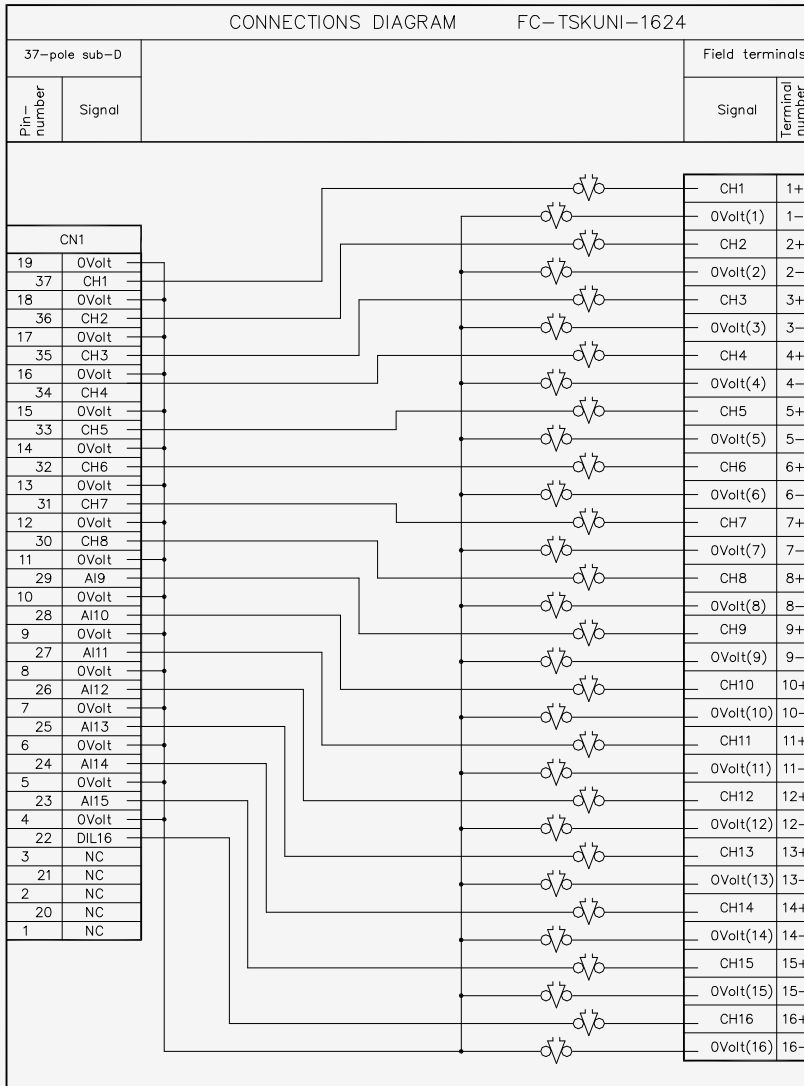 CONNECTIONS DIAGRAM FC-TSKUNI-1624
37-pole sub-D
Field terminals
Pin-
number
Signal
Signal
Terminal
number
CN1
19 0Volt
37 CH1
18 0Volt
36 CH2
17 0Volt
35 CH3
16 0Volt
34 CH4
15 0Volt
33 CH5
14 0Volt
32 CH6
13 0Volt
31 CH7
12 0Volt
30 CH8
11 0Volt
29 AI9
10 0Volt
28 AI10
9 0Volt
27 AI11
8 0Volt
26 AI12
7 0Volt
25 AI13
6 0Volt
24 AI14
5 0Volt
23 AI15
4 0Volt
22 DIL16
3 NC
21 NC
2 NC
20 NC
1 NC
CH1 1+
0Volt(1) 1-
CH2 2+
0Volt(2) 2-
CH3 3+
0Volt(3) 3-
CH4 4+
0Volt(4) 4-
CH5 5+
0Volt(5) 5-
CH6 6+
0Volt(6) 6-
CH7 7+
0Volt(7) 7-
CH8 8+
0Volt(8) 8-
CH9 9+
0Volt(9) 9-
CH10 10+
0Volt(10) 10-
CH11 11+
0Volt(11) 11-
CH12 12+
0Volt(12) 12-
CH13 13+
0Volt(13) 13-
CH14 14+
0Volt(14) 14-
CH15 15+
0Volt(15) 15-
CH16 16+
0Volt(16) 16-